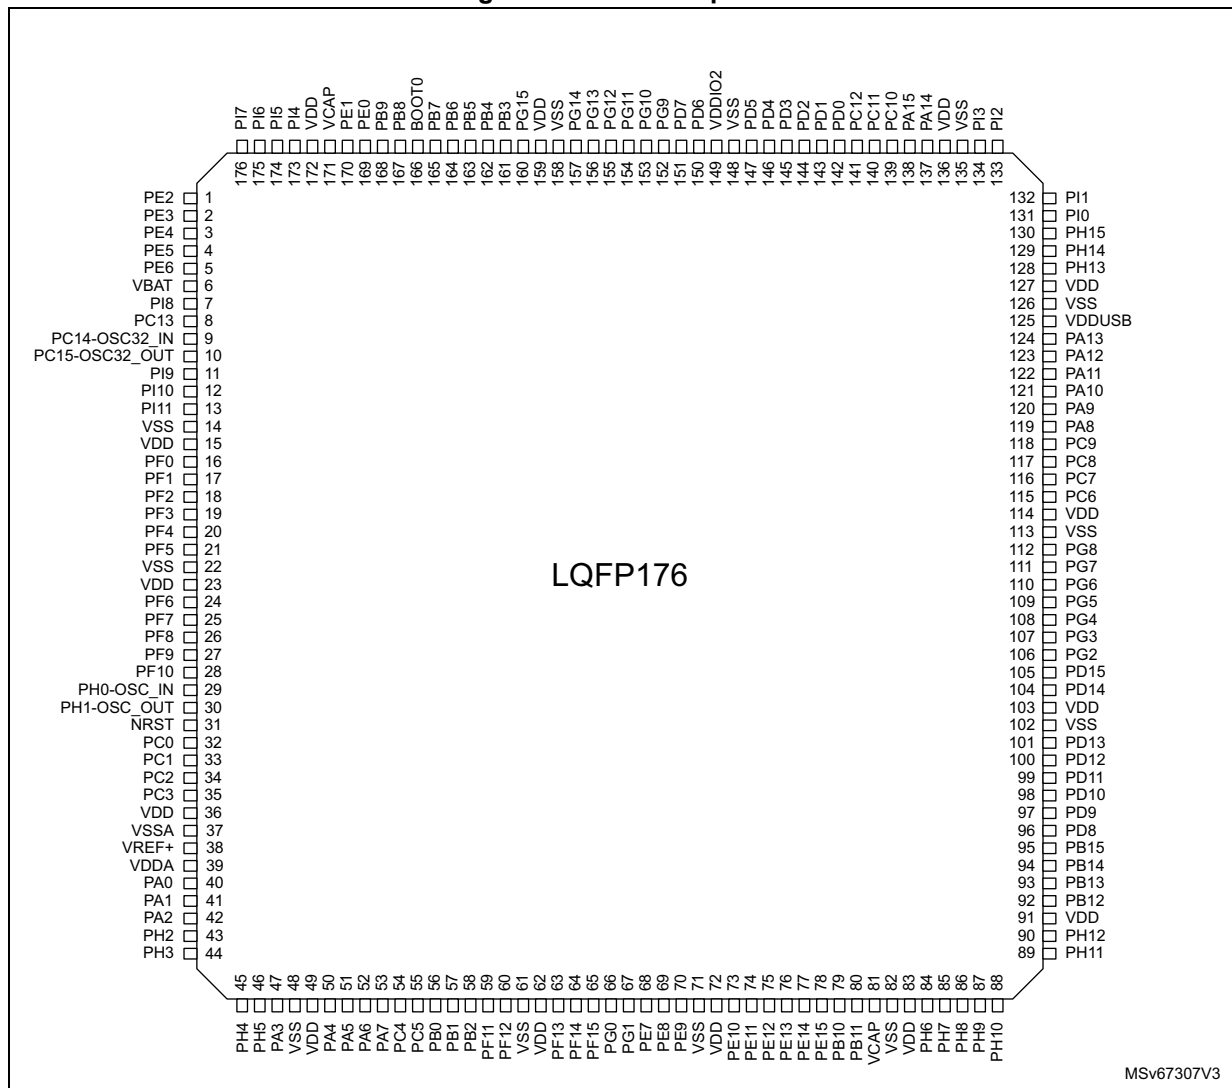 PI7 PI6 PI5 PI4 VDD VCAP PE1 PE0 PB9 PB8 BOOT0 PB7 PB6 PB5 PB4 PB3 PG15 VDD VSS PG14 PG13 PG12 PG11 PG10 PG9 PD7 PD6 VDDIO2 VSS PD5 PD4 PD3 PD2 PD1 PD0 PC12 PC11 PC10 PA15 PA14 VDD VSS PI3 PI2
176 175 174 173 172 171 170 169 168 167 166 165 164 163 162 161 160 159 158 157 156 155 154 153 152 151 150 149 148 147 146 145 144 143 142 141 140 139 138 137 136 135 134 133
PE2 1 132 PI1
PE3 2 131 PI0
PE4 3 130 PH15
PE5 4 129 PH14
PE6 5 128 PH13
VBAT 6 127 VDD
PI8 7 126 VSS
PC13 8 125 VDDUSB
PC14-OSC32_IN 9 124 PA13
PC15-OSC32_OUT 10 123 PA12
PI9 11 122 PA11
PI10 12 121 PA10
PI11 13 120 PA9
VSS 14 119 PA8
VDD 15 118 PC9
PF0 16 117 PC8
PF1 17 116 PC7
PF2 18 115 PC6
PF3 19 114 VDD
PF4 20 113 VSS
PF5 21 112 PG8
VSS 22 111 PG7
LQFP176
VDD 23 110 PG6
PF6 24 109 PG5
PF7 25 108 PG4
PF8 26 107 PG3
PF9 27 106 PG2
PF10 28 105 PD15
PH0-OSC_IN 29 104 PD14
PH1-OSC_OUT 30 103 VDD
NRST 31 102 VSS
PC0 32 101 PD13
PC1 33 100 PD12
PC2 34 99 PD11
PC3 35 98 PD10
VDD 36 97 PD9
VSSA 37 96 PD8
VREF+ 38 95 PB15
VDDA 39 94 PB14
PA0 40 93 PB13
PA1 41 92 PB12
PA2 42 91 VDD
PH2 43 90 PH12
PH3 44 89 PH11
45 46 47 48 49 50 51 52 53 54 55 56 57 58 59 60 61 62 63 64 65 66 67 68 69 70 71 72 73 74 75 76 77 78 79 80 81 82 83 84 85 86 87 88
PH4 PH5 PA3 VSS VDD PA4 PA5 PA6 PA7 PC4 PC5 PB0 PB1 PB2 PF11 PF12 VSS VDD PF13 PF14 PF15 PG0 PG1 PE7 PE8 PE9 VSS VDD PE10 PE11 PE12 PE13 PE14 PE15 PB10 PB11 VCAP VSS VDD PH6 PH7 PH8 PH9 PH10
MSv67307V3